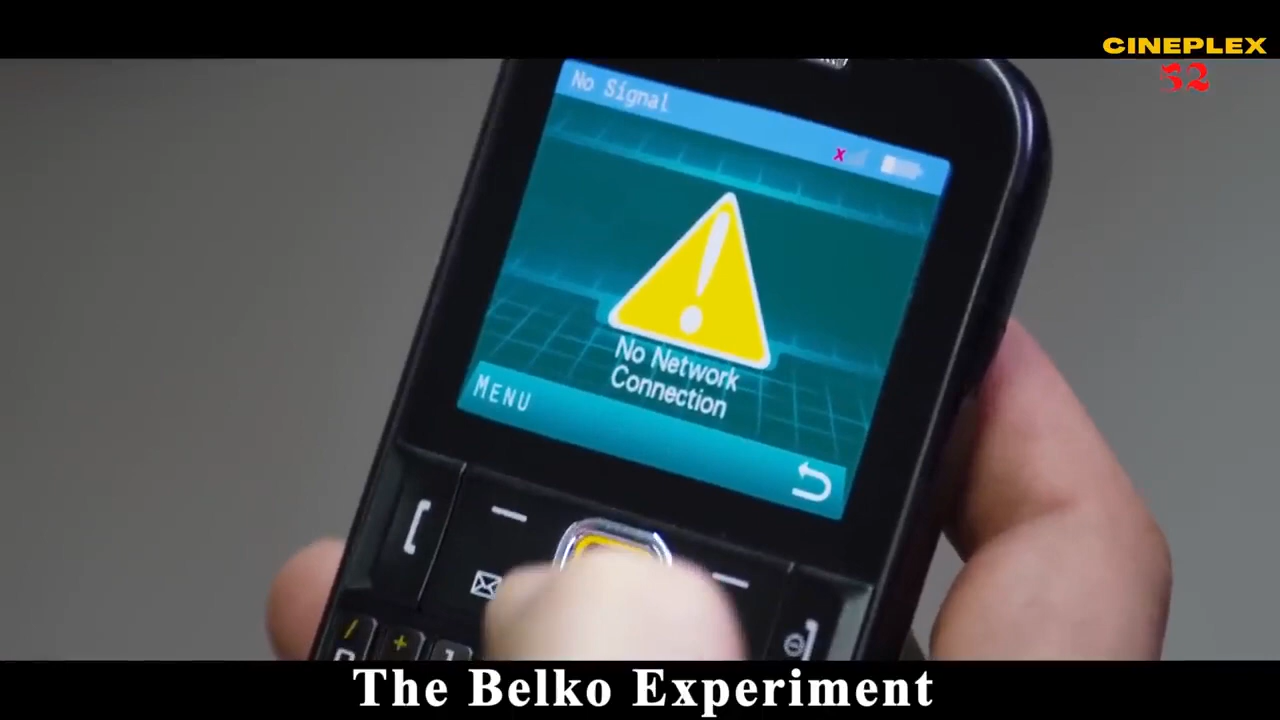 CINEPLEX
52
No Signal
x
No Network
Connection
MENU
The Belko Experiment